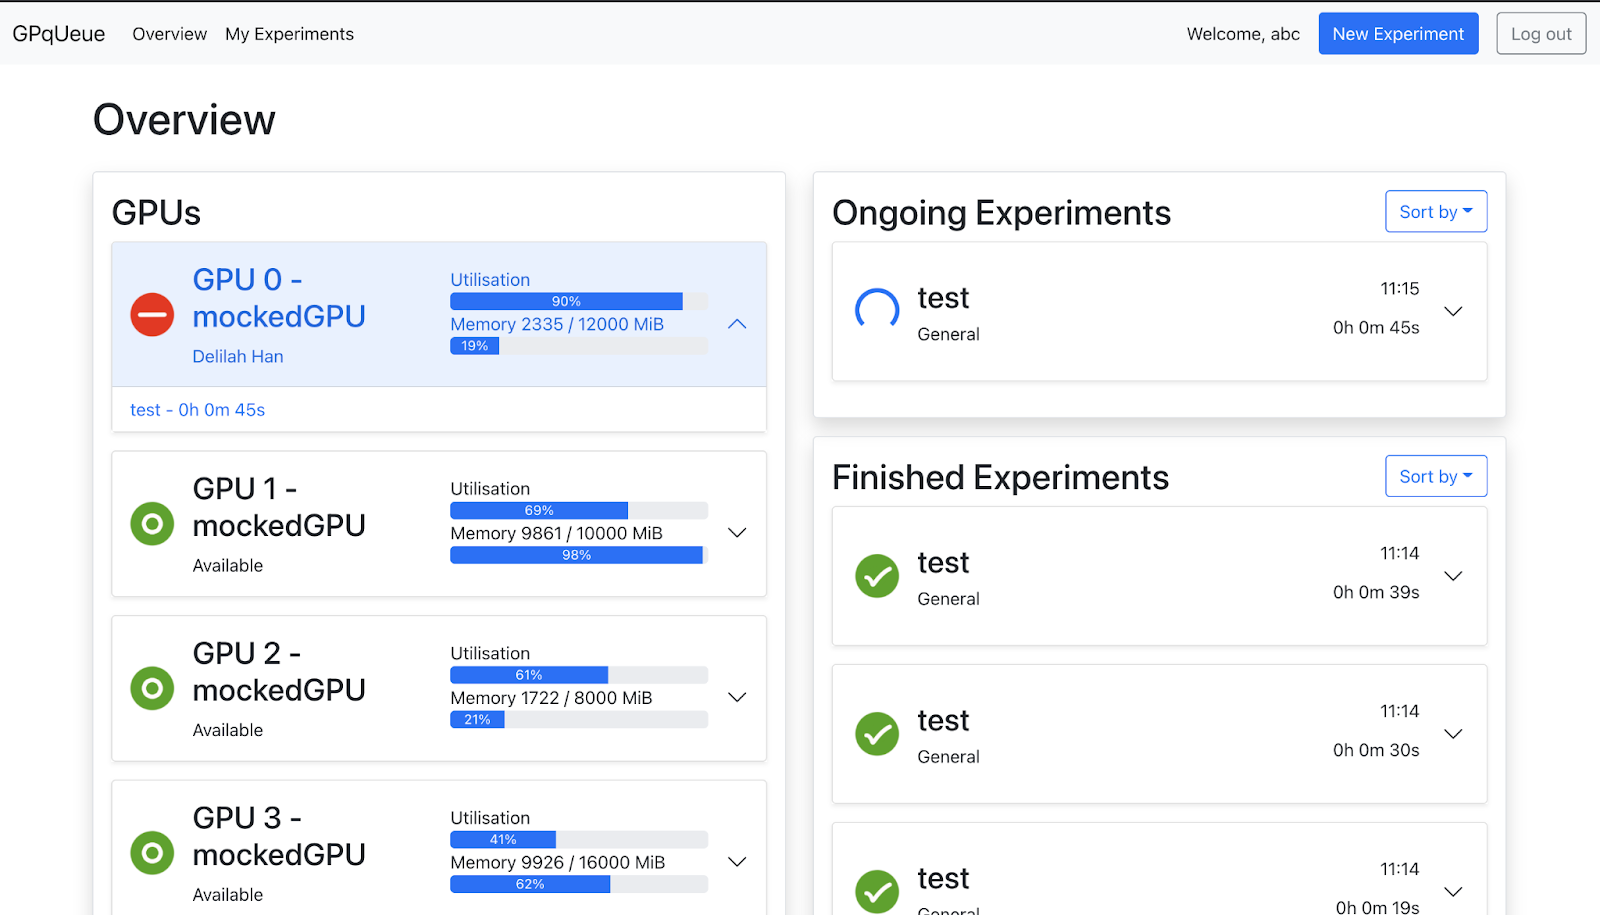 GPqUeue Overview My Experiments Welcome, abc New Experiment Log out
Overview
GPUs
GPU 0 -
mockedGPU
Delilah Han
Utilisation
90%
Memory 2335 / 12000 MiB
19%
test - 0h 0m 45s
GPU 1 -
mockedGPU
Available
Utilisation
69%
Memory 9861 / 10000 MiB
98%
GPU 2 -
mockedGPU
Available
Utilisation
61%
Memory 1722 / 8000 MiB
21%
GPU 3 -
mockedGPU
Available
Utilisation
41%
Memory 9926 / 16000 MiB
62%
Ongoing Experiments
Sort by
test
General
11:15
0h 0m 45s
Finished Experiments
Sort by
test
General
11:14
0h 0m 39s
test
General
11:14
0h 0m 30s
test
General
11:14
0h 0m 19s